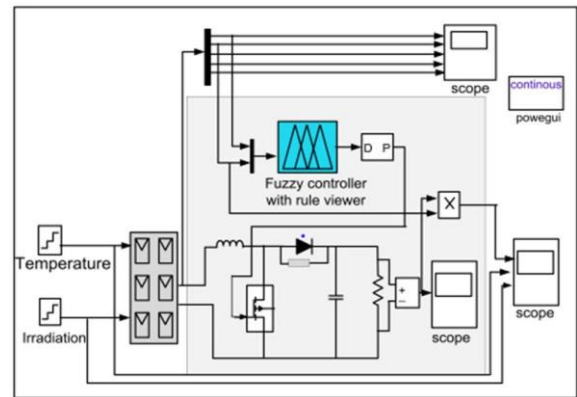 scope
continous
powegui
D P
Fuzzy controller
with rule viewer
X
Temperature
+
−
Irradiation
scope
scope